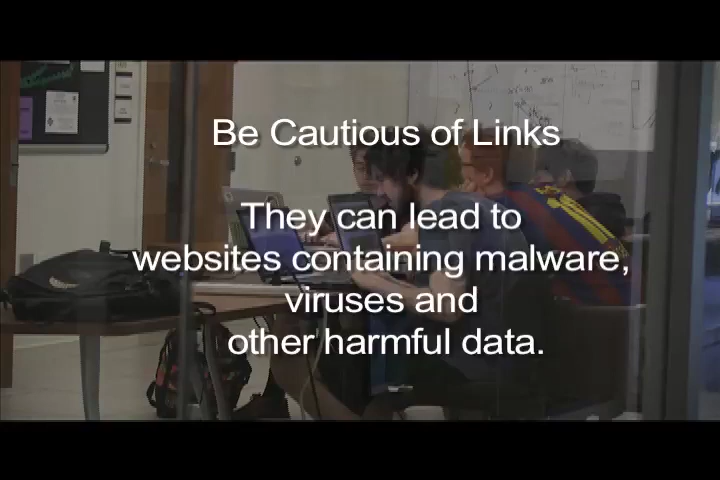 Be Cautious of Links
They can lead to
websites containing malware,
viruses and
other harmful data.